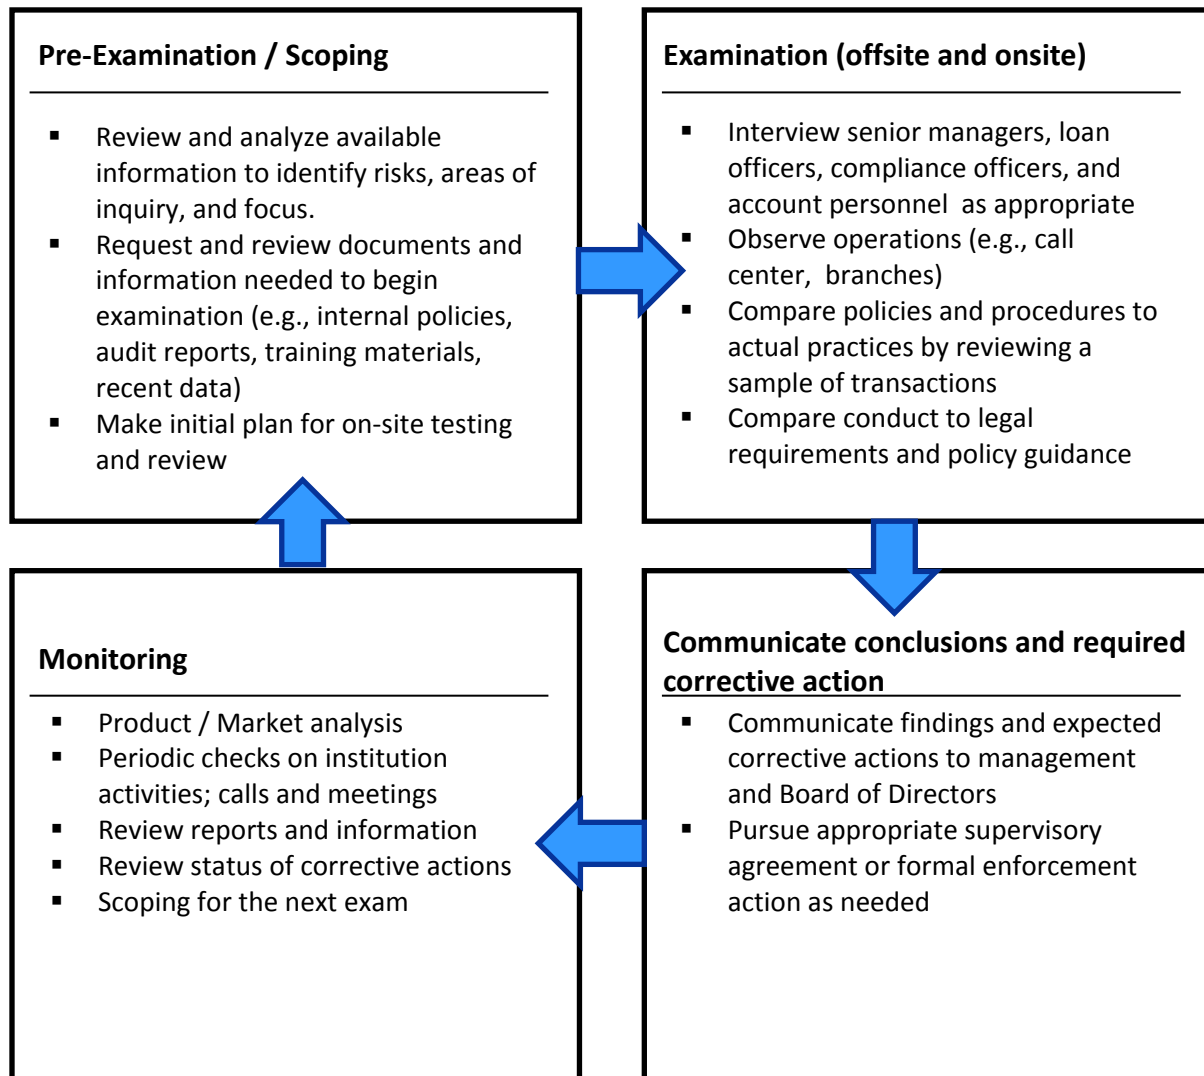 Pre-Examination / Scoping
▪ Review and analyze available
information to identify risks, areas of
inquiry, and focus.
▪ Request and review documents and
information needed to begin
examination (e.g., internal policies,
audit reports, training materials,
recent data)
▪ Make initial plan for on-site testing
and review
Examination (offsite and onsite)
▪ Interview senior managers, loan
officers, compliance officers, and
account personnel as appropriate
▪ Observe operations (e.g., call
center, branches)
▪ Compare policies and procedures to
actual practices by reviewing a
sample of transactions
▪ Compare conduct to legal
requirements and policy guidance
Communicate conclusions and required
corrective action
▪ Communicate findings and expected
corrective actions to management
and Board of Directors
▪ Pursue appropriate supervisory
agreement or formal enforcement
action as needed
Monitoring
▪ Product / Market analysis
▪ Periodic checks on institution
activities; calls and meetings
▪ Review reports and information
▪ Review status of corrective actions
▪ Scoping for the next exam